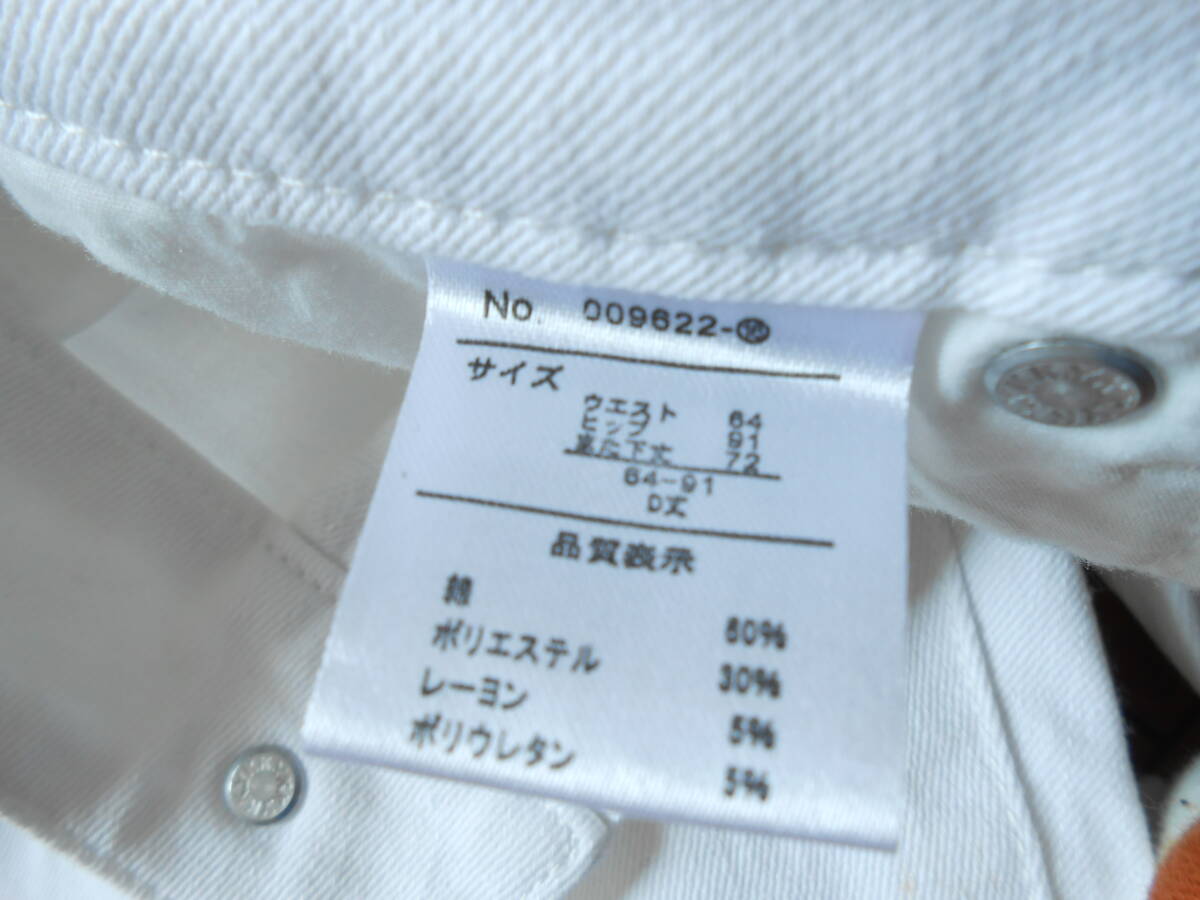 No. 009622-
サイズ
ウエスト 64
ヒップ 91
また下丈 72
64-91
D丈
品質表示
綿 60%
ポリエステル 30%
レーヨン 5%
ポリウレタン 5%